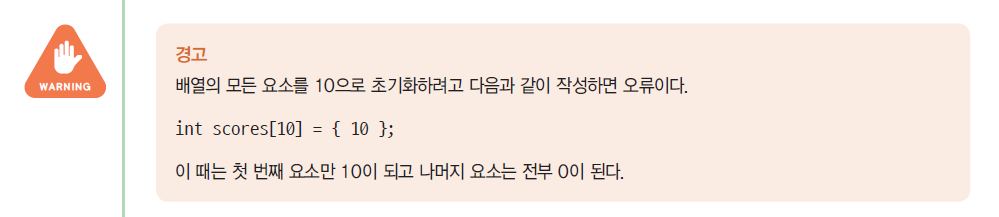 WARNING
경고
배열의 모든 요소를 10으로 초기화하려고 다음과 같이 작성하면 오류이다.
int scores[10] = { 10 };
이 때는 첫 번째 요소만 10이 되고 나머지 요소는 전부 0이 된다.